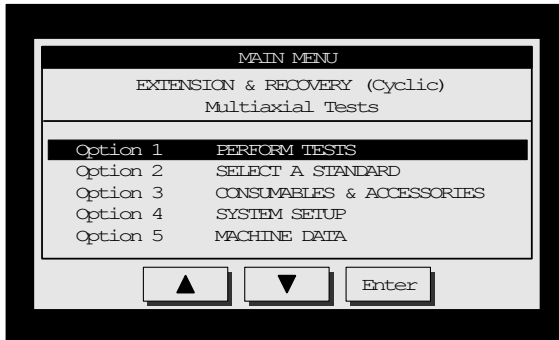 MAIN MENU
EXTENSION & RECOVERY (Cyclic)
Multiaxial Tests
Option 1 PERFORM TESTS
Option 2 SELECT A STANDARD
Option 3 CONSUMABLES & ACCESSORIES
Option 4 SYSTEM SETUP
Option 5 MACHINE DATA
Enter